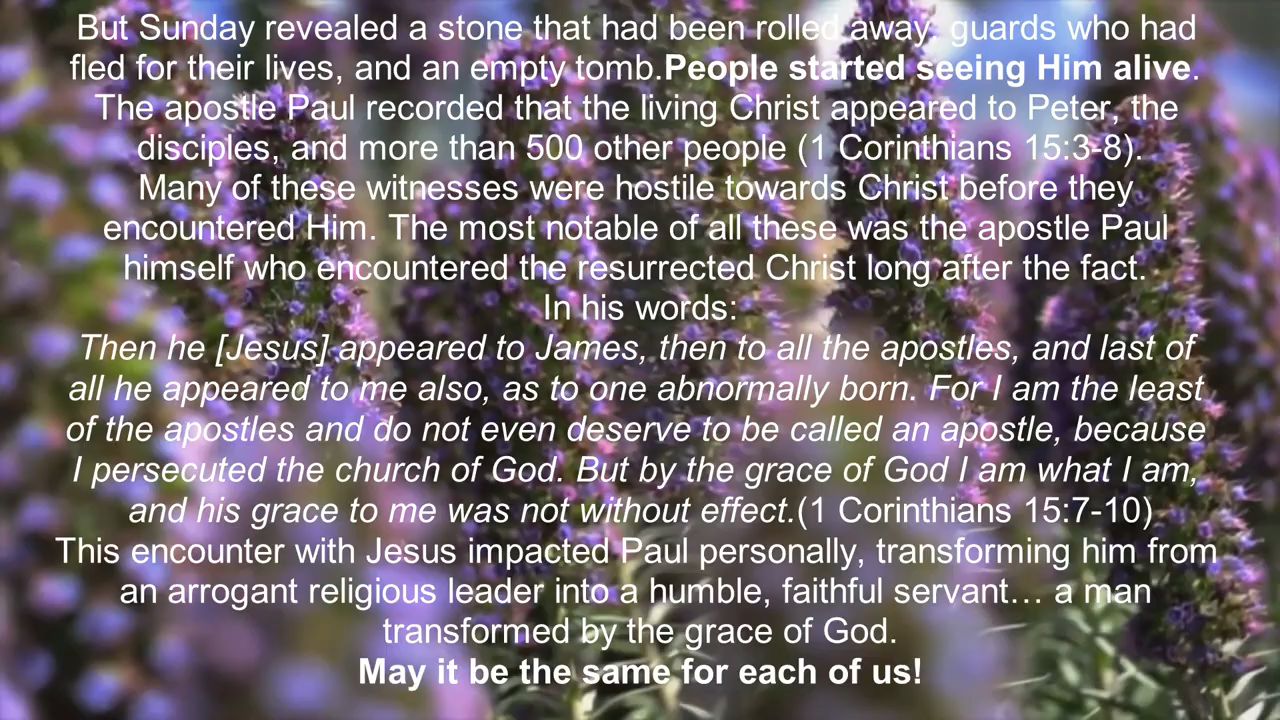 But Sunday revealed a stone that had been rolled away, guards who had
fled for their lives, and an empty tomb.People started seeing Him alive.
The apostle Paul recorded that the living Christ appeared to Peter, the
disciples, and more than 500 other people (1 Corinthians 15:3-8).
Many of these witnesses were hostile towards Christ before they
encountered Him. The most notable of all these was the apostle Paul
himself who encountered the resurrected Christ long after the fact.
In his words:
Then he [Jesus] appeared to James, then to all the apostles, and last of
all he appeared to me also, as to one abnormally born. For I am the least
of the apostles and do not even deserve to be called an apostle, because
I persecuted the church of God. But by the grace of God I am what I am,
and his grace to me was not without effect.(1 Corinthians 15:7-10)
This encounter with Jesus impacted Paul personally, transforming him from
an arrogant religious leader into a humble, faithful servant… a man
transformed by the grace of God.
May it be the same for each of us!